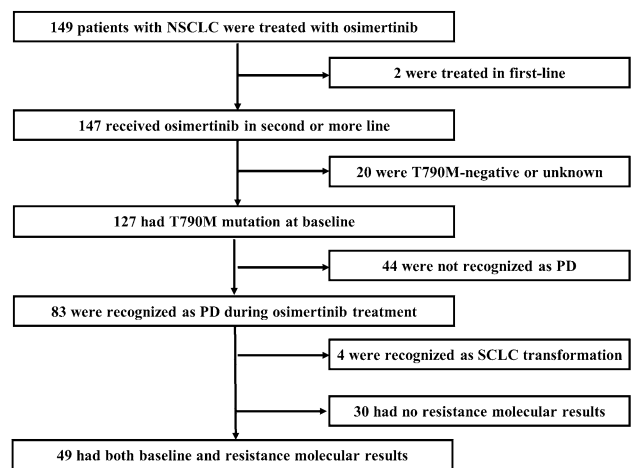 149 patients with NSCLC were treated with osimertinib
2 were treated in first-line
147 received osimertinib in second or more line
20 were T790M-negative or unknown
127 had T790M mutation at baseline
44 were not recognized as PD
83 were recognized as PD during osimertinib treatment
4 were recognized as SCLC transformation
30 had no resistance molecular results
49 had both baseline and resistance molecular results